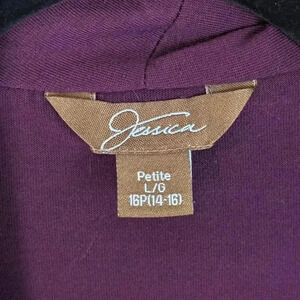 Jessica
Petite
L/G
16P(14-16)